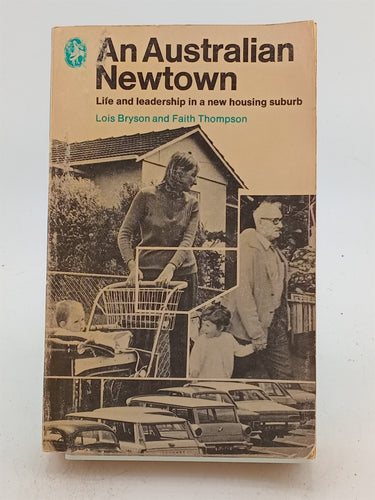 An Australian
Newtown
Life and leadership in a new housing suburb
Lois Bryson and Faith Thompson